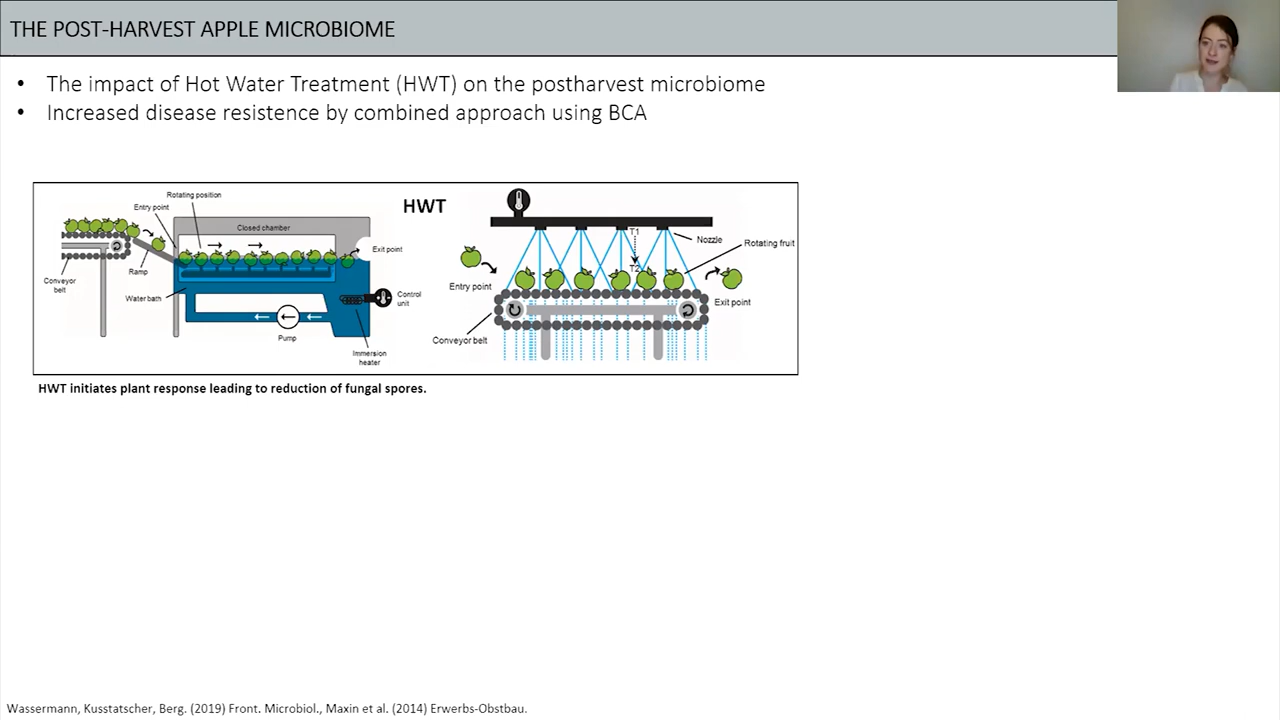 THE POST-HARVEST APPLE MICROBIOME
• The impact of Hot Water Treatment (HWT) on the postharvest microbiome
• Increased disease resistence by combined approach using BCA
Rotating position
Entry point
Closed chamber
Exit point
Ramp
Conveyor
belt
Water bath
Control
unit
Pump
Immersion
heater
HWT
T1
Nozzle
Rotating fruit
T2
Entry point
Exit point
Conveyor belt
HWT initiates plant response leading to reduction of fungal spores.
Wassermann, Kusstatscher, Berg. (2019) Front. Microbiol., Maxin et al. (2014) Erwerbs-Obstbau.